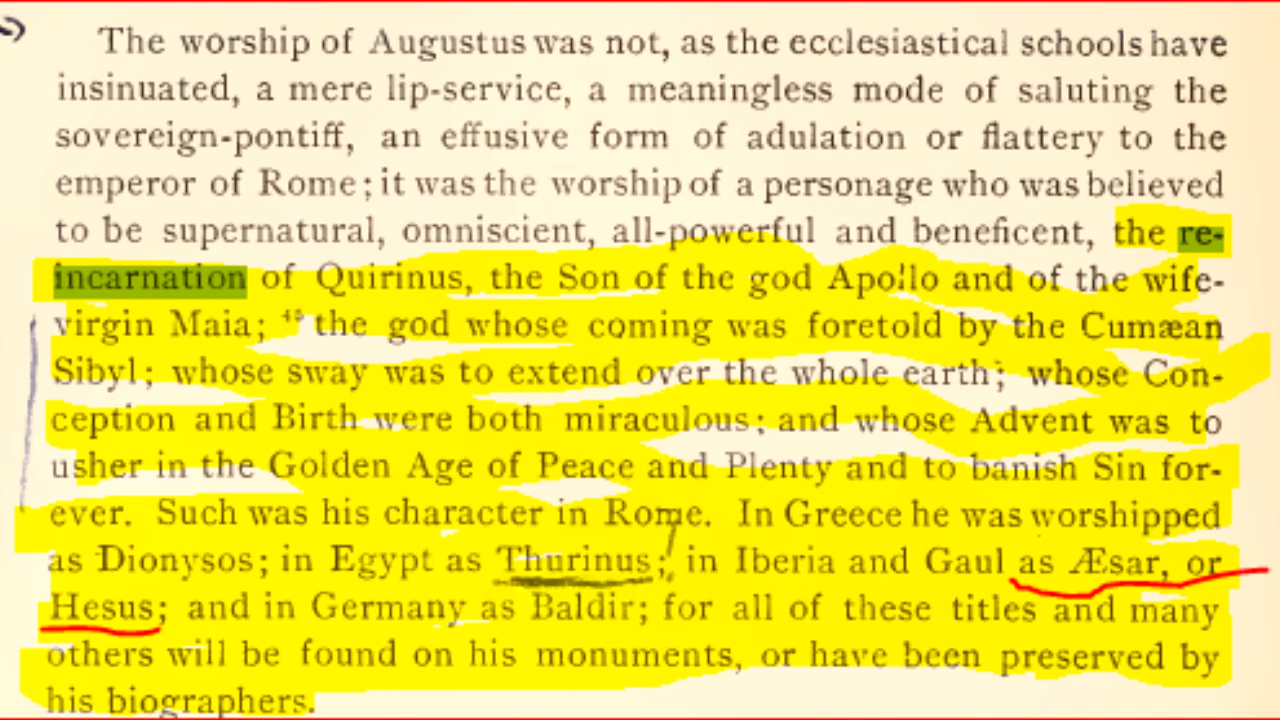 The worship of Augustus was not, as the ecclesiastical schools have
insinuated, a mere lip-service, a meaningless mode of saluting the
sovereign-pontiff, an effusive form of adulation or flattery to the
emperor of Rome; it was the worship of a personage who was believed
to be supernatural, omniscient, all-powerful and beneficent, the re-
incarnation of Quirinus, the Son of the god Apollo and of the wife-
virgin Maia; ⁴⁹ the god whose coming was foretold by the Cumæan
Sibyl; whose sway was to extend over the whole earth; whose Con-
ception and Birth were both miraculous; and whose Advent was to
usher in the Golden Age of Peace and Plenty and to banish Sin for-
ever. Such was his character in Rome. In Greece he was worshipped
as Dionysos; in Egypt as Thurinus; in Iberia and Gaul as Æsar, or
Hesus; and in Germany as Baldir; for all of these titles and many
others will be found on his monuments, or have been preserved by
his biographers.